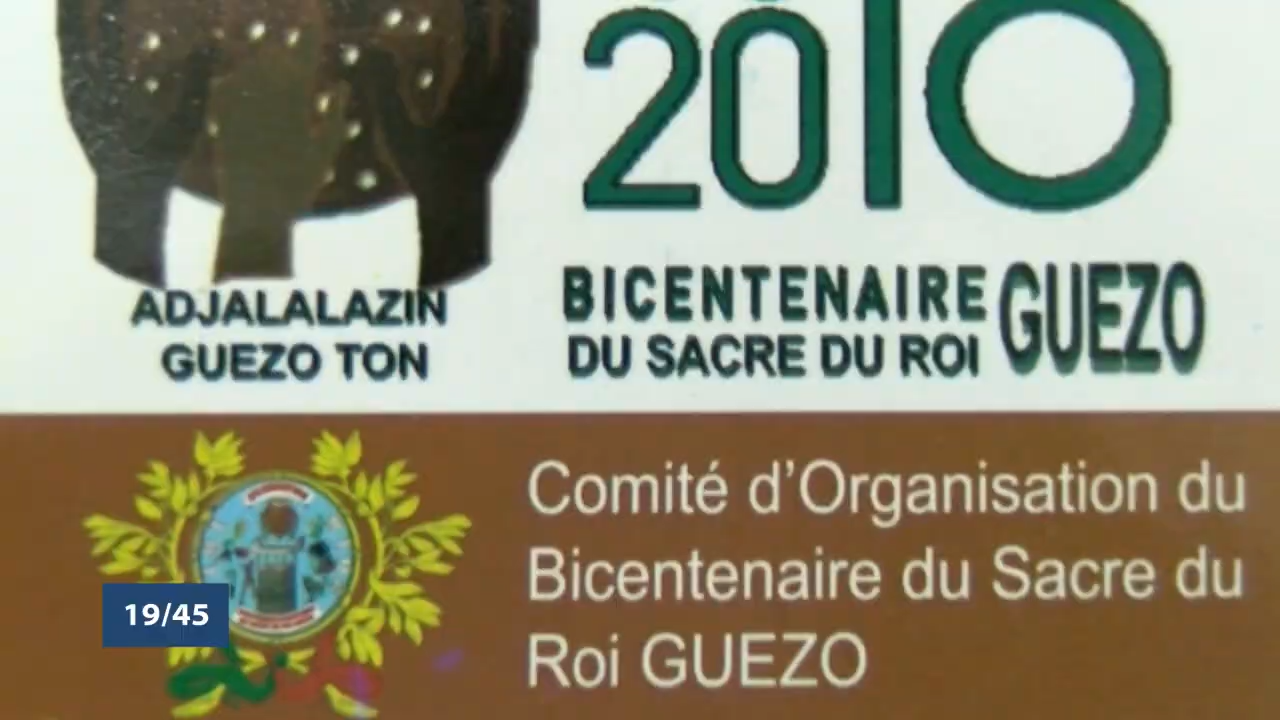 2010
ADJALALAZIN
GUEZO TON
BICENTENAIRE
DU SACRE DU ROI GUEZO
Comité d'Organisation du
Bicentenaire du Sacre du
Roi GUEZO
19/45